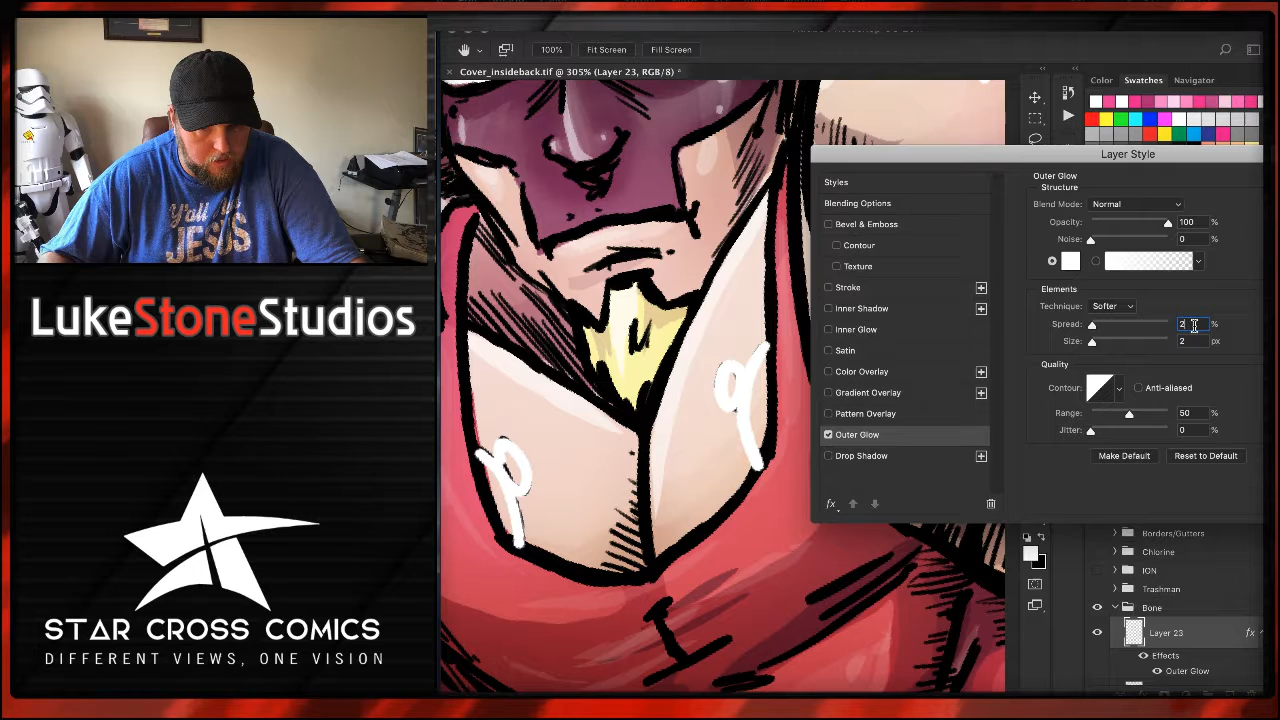 100%
Fit Screen
Fill Screen
Cover_insideback.tif @ 305% (Layer 23, RGB/8) *
Color
Swatches
Navigator
Layer Style
Styles
Blending Options
Bevel & Emboss
Contour
Texture
Stroke
Inner Shadow
Inner Glow
Satin
Color Overlay
Gradient Overlay
Pattern Overlay
Outer Glow
Drop Shadow
fx
Outer Glow
Structure
Blend Mode: Normal
Opacity: 100 %
Noise: 0 %
Elements
Technique: Softer
Spread: 2 %
Size: 2 px
Quality
Contour: Anti-aliased
Range: 50 %
Jitter: 0 %
Make Default
Reset to Default
Borders/Gutters
Chlorine
ION
Trashman
Bone
Layer 23 fx
Effects
Outer Glow
Y'all
JESUS
LukeStoneStudios
STAR CROSS COMICS
DIFFERENT VIEWS, ONE VISION
p
q